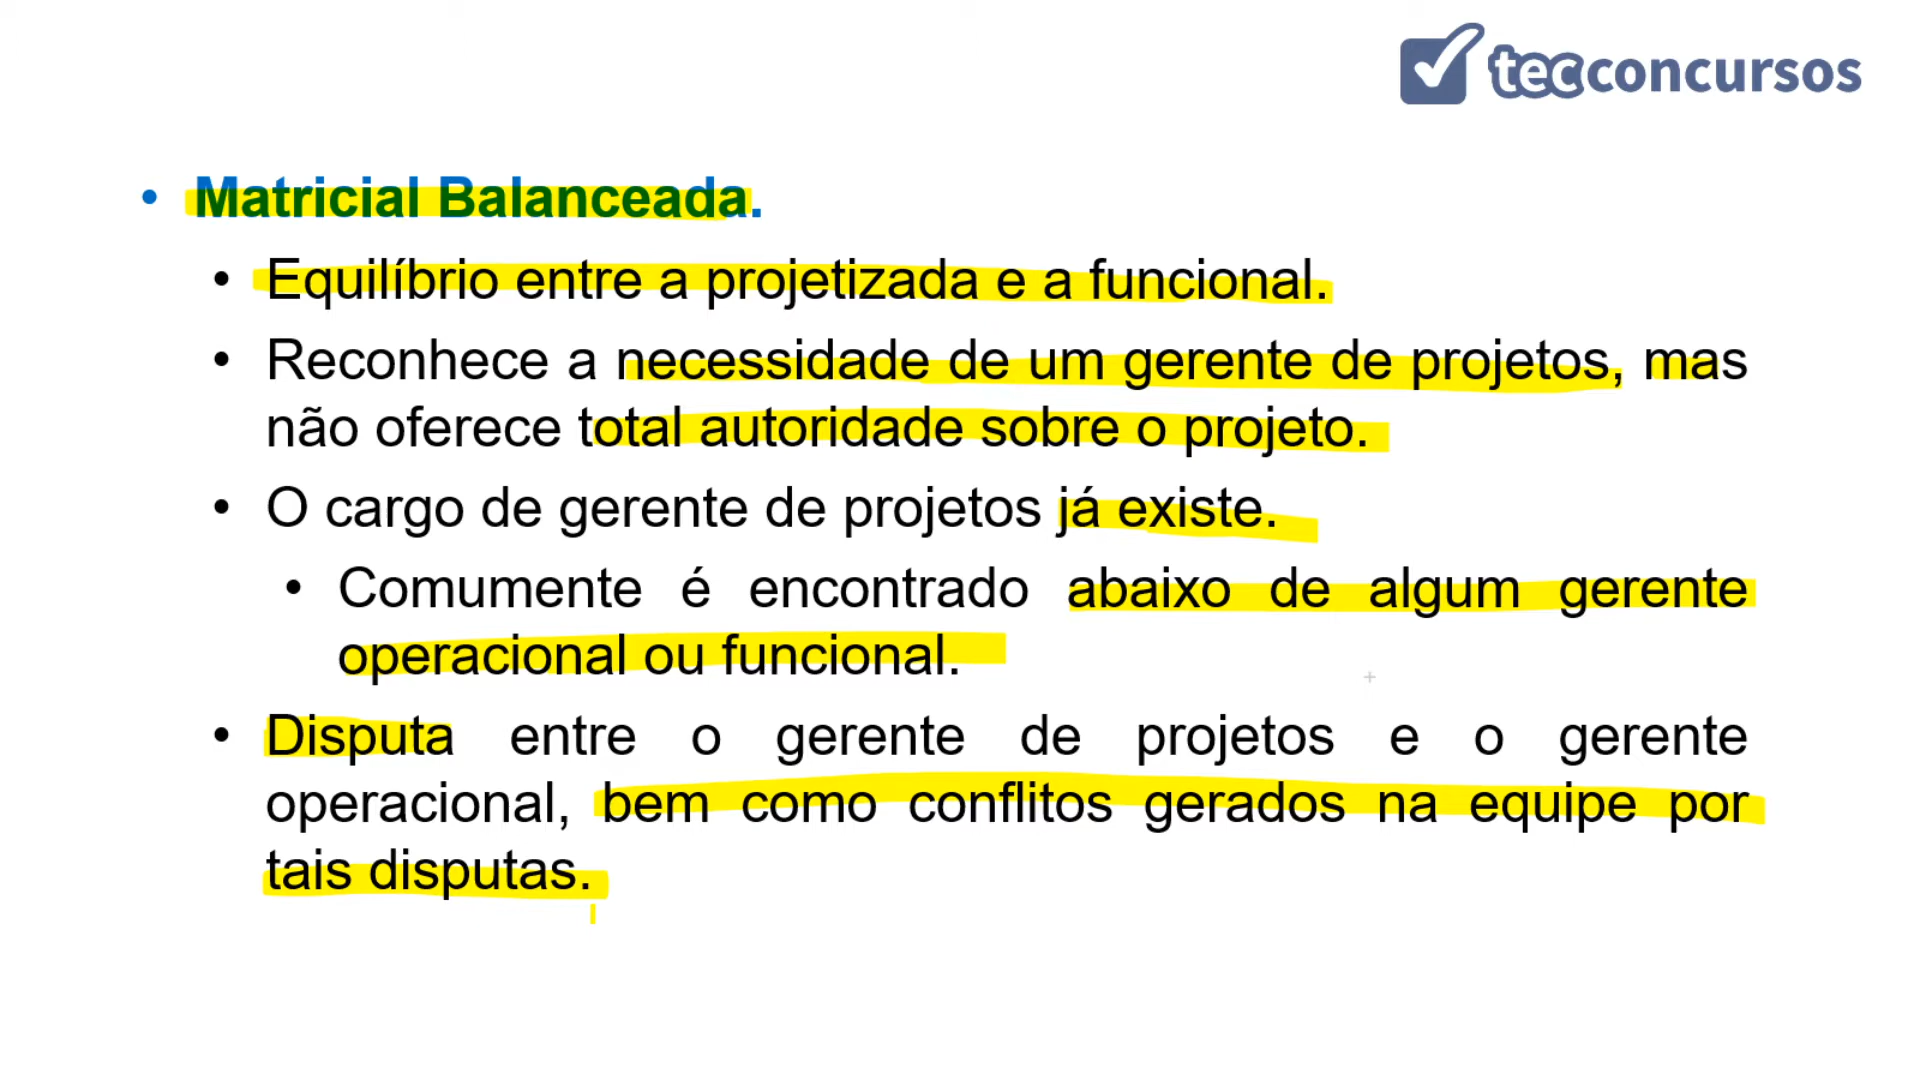 tecconcursos
• Matricial Balanceada.
• Equilíbrio entre a projetizada e a funcional.
• Reconhece a necessidade de um gerente de projetos, mas
não oferece total autoridade sobre o projeto.
• O cargo de gerente de projetos já existe.
• Comumente é encontrado abaixo de algum gerente
operacional ou funcional.
• Disputa entre o gerente de projetos e o gerente
operacional, bem como conflitos gerados na equipe por
tais disputas.